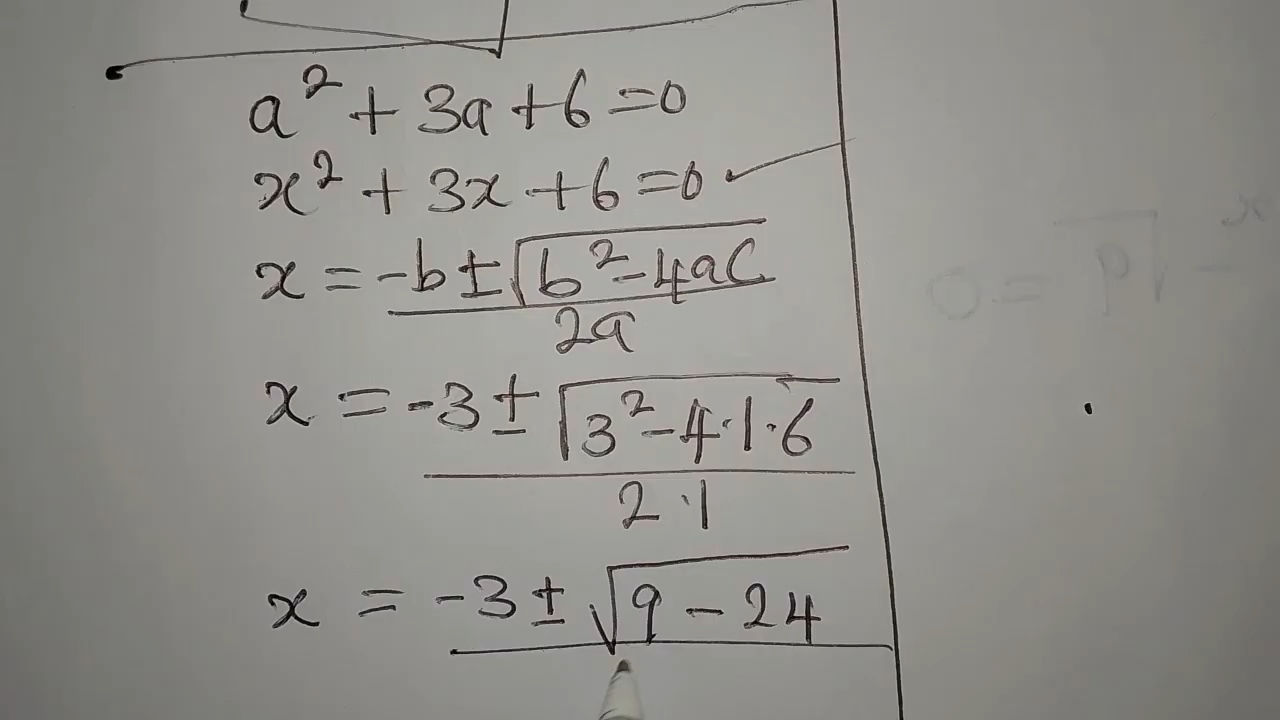 a² + 3a + 6 = 0
x² + 3x + 6 = 0
x = -b ± √(b² - 4ac) / 2a
x = -3 ± √(3² - 4·1·6) / 2·1
x = -3 ± √(9 - 24)